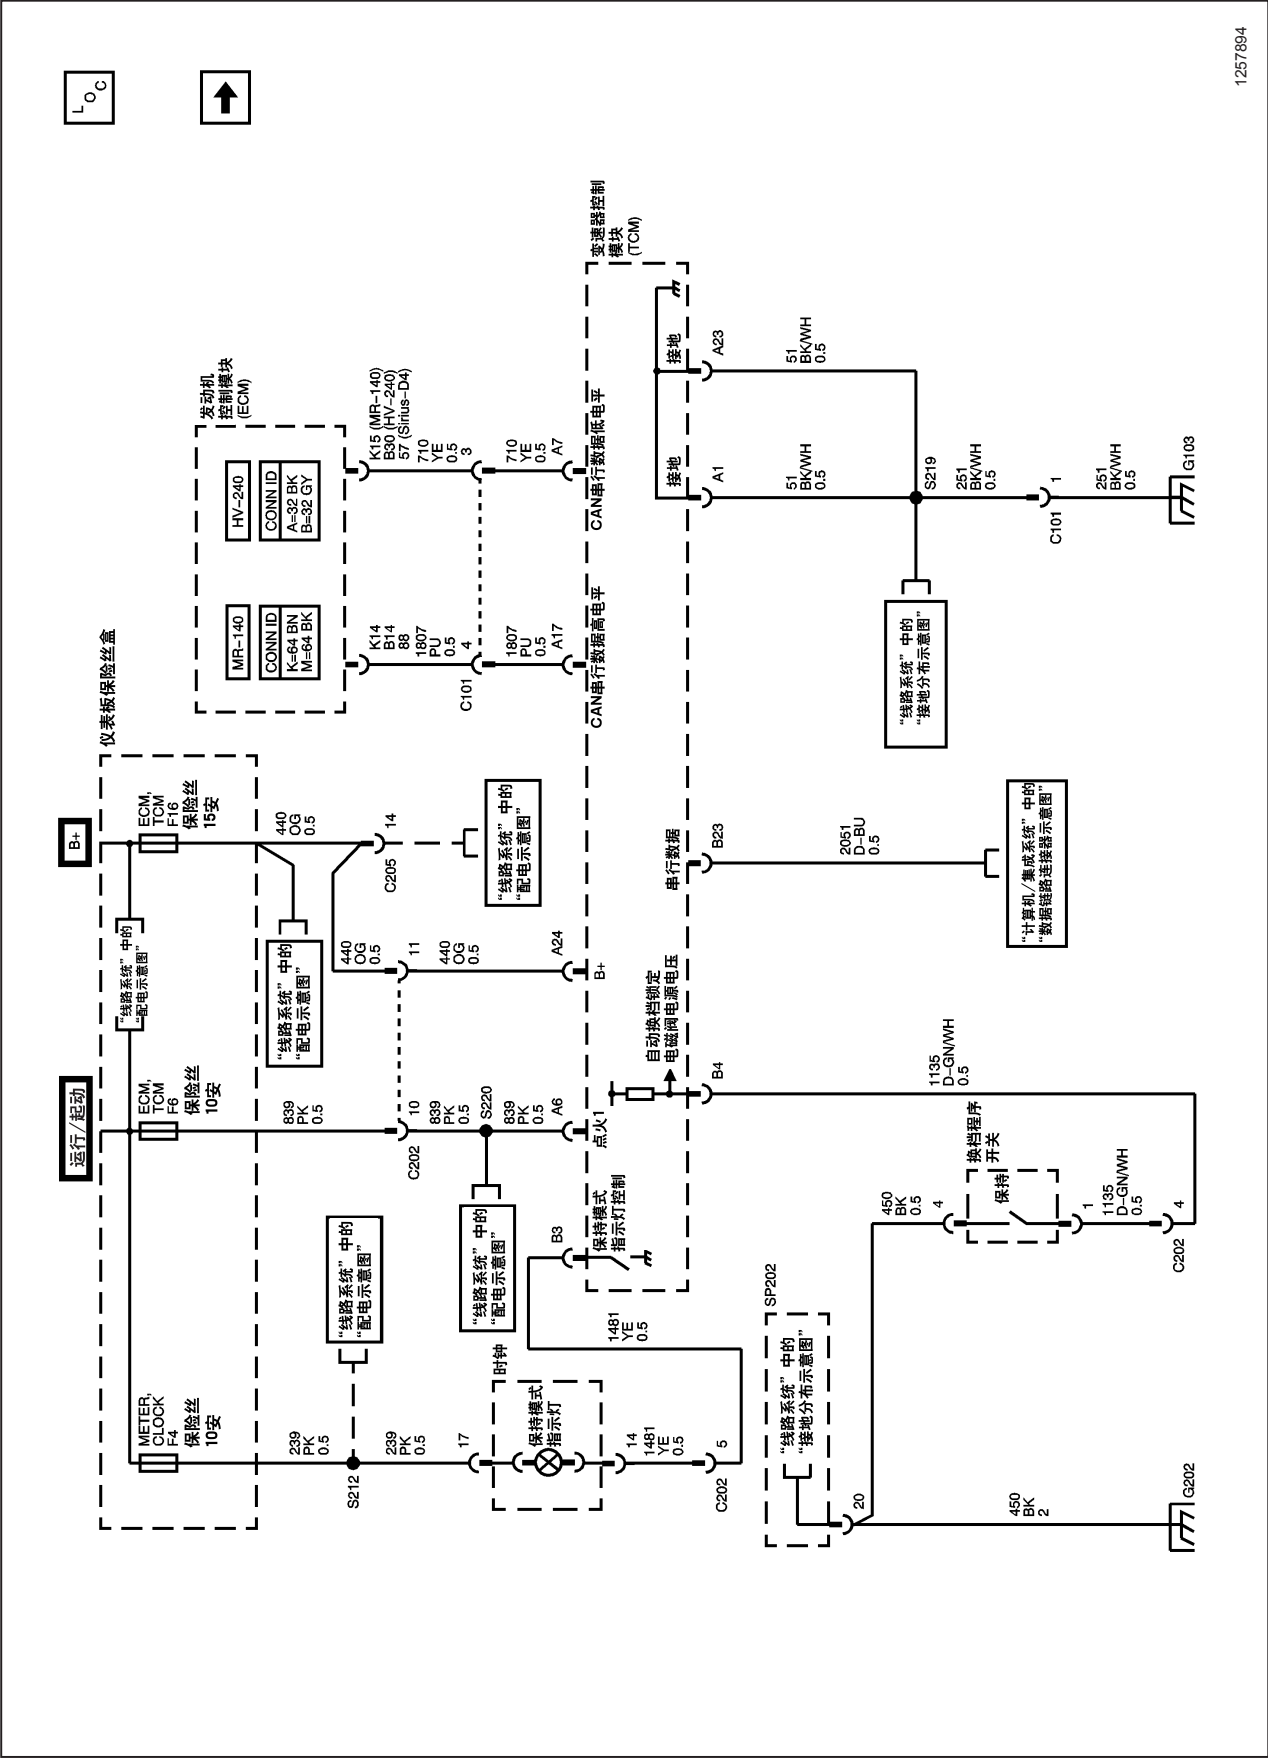 运行/起动
B+
仪表板保险丝盒
METER,
CLOCK
F4
保险丝
10安
ECM,
TCM
F6
保险丝
10安
“线路系统”中的
“配电示意图”
ECM,
TCM
F16
保险丝
15安
发动机
控制模块
(ECM)
MR-140
CONN ID
K=64 BN
M=64 BK
HV-240
CONN ID
A=32 BK
B=32 GY
L
O
C
239
PK
0.5
S212
“线路系统”中的
“配电示意图”
239
PK
0.5
17
839
PK
0.5
C202
10
“线路系统”中的
“配电示意图”
440
OG
0.5
C205
14
440
OG
0.5
11
“线路系统”中的
“配电示意图”
K14
B14
88
1807
PU
0.5
4
C101
K15 (MR-140)
B30 (HV-240)
57 (Sirius-D4)
710
YE
0.5
3
839
PK
0.5
S220
839
PK
0.5
A6
“线路系统”中的
“配电示意图”
440
OG
0.5
A24
1807
PU
0.5
A17
710
YE
0.5
A7
时钟
保持模式
指示灯
14
1481
YE
0.5
C202
5
1481
YE
0.5
B3
保持模式
指示灯控制
点火1
B+
CAN串行数据高电平
CAN串行数据低电平
变速器控制
模块
(TCM)
自动换档锁定
电磁阀电源电压
B4
串行数据
B23
接地
A1
接地
A23
SP202
“线路系统”中的
“接地分布示意图”
20
450
BK
2
G202
450
BK
0.5
4
换档程序
开关
保持
1
1135
D-GN/WH
0.5
C202
4
1135
D-GN/WH
0.5
2051
D-BU
0.5
“计算机/集成系统”中的
“数据链路连接器示意图”
51
BK/WH
0.5
51
BK/WH
0.5
S219
“线路系统”中的
“接地分布示意图”
251
BK/WH
0.5
C101
1
251
BK/WH
0.5
G103
1257894